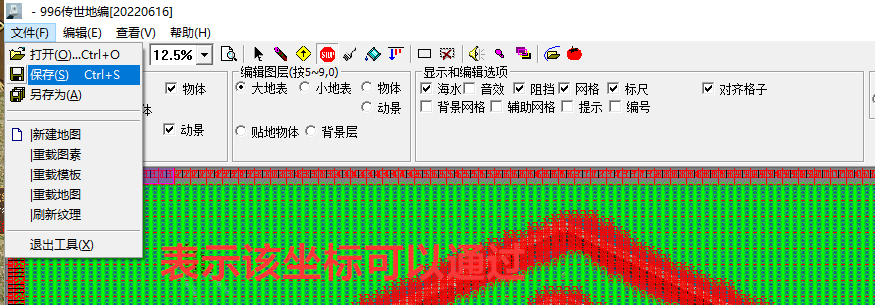 - 996传世地编[20220616]
文件(F) 编辑(E) 查看(V) 帮助(H)
打开(O)...Ctrl+O
保存(S) Ctrl+S
另存为(A)
|新建地图
|重载图素
|重载模板
|重载地图
|刷新纹理
退出工具(X)
12.5%
STOP
物体
体
动景
编辑图层(按5~9,0)
大地表 小地表 物体
动景
贴地物体 背景层
显示和编辑选项
海水 音效 阻挡 网格 标尺 对齐格子
背景网格 辅助网格 提示 编号
表示该坐标可以通过